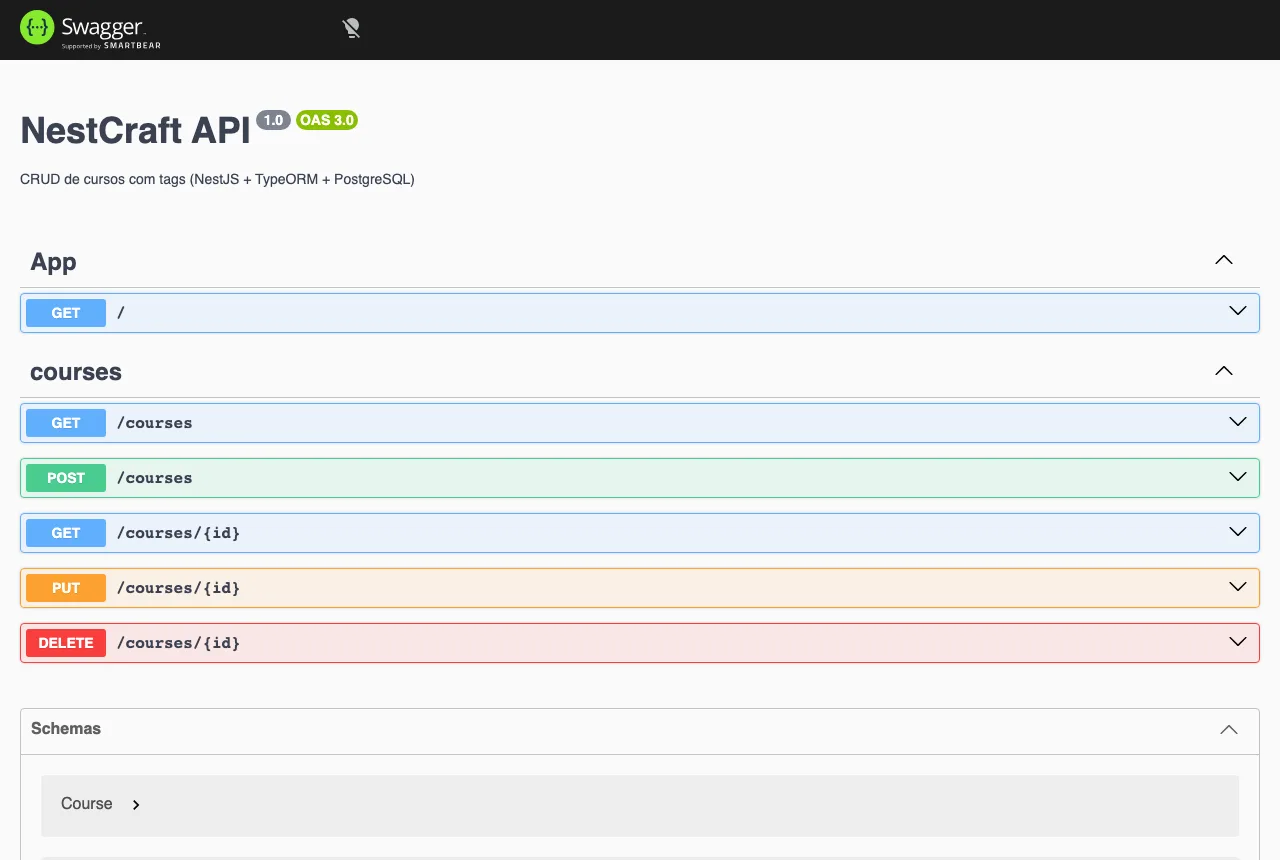 {···} Swagger.
Supported by SMARTBEAR
NestCraft API 1.0 OAS 3.0
CRUD de cursos com tags (NestJS + TypeORM + PostgreSQL)
App
GET /
courses
GET /courses
POST /courses
GET /courses/{id}
PUT /courses/{id}
DELETE /courses/{id}
Schemas
Course